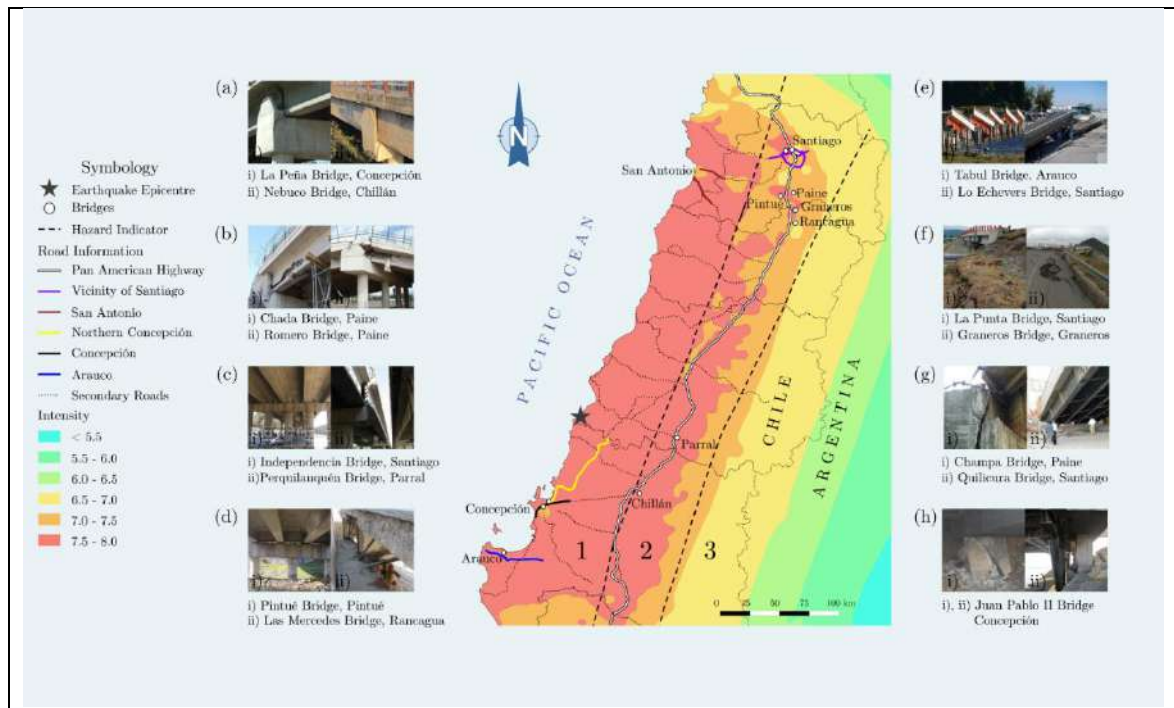 (a)
i) La Peña Bridge, Concepción
ii) Nebuco Bridge, Chillán
Symbology
Earthquake Epicentre
Bridges
Hazard Indicator
Road Information
Pan American Highway
Vicinity of Santiago
San Antonio
Northern Concepción
Concepción
Arauco
Secondary Roads
Intensity
< 5.5
5.5 - 6.0
6.0 - 6.5
6.5 - 7.0
7.0 - 7.5
7.5 - 8.0
(b)
i) Chada Bridge, Paine
ii) Romero Bridge, Paine
(c)
i) ii)
i) Independencia Bridge, Santiago
ii)Perquilanquén Bridge, Parral
(d)
i) ii)
i) Pintué Bridge, Pintué
ii) Las Mercedes Bridge, Rancagua
N
PACIFIC OCEAN
Santiago
San Antonio
Paine
Pintué
Graneros
Rancagua
CHILE
ARGENTINA
Parral
Chillán
Concepción
Arauco
1 2 3
0 25 50 75 100 km
(e)
i) Tabul Bridge, Arauco
ii) Lo Echevers Bridge, Santiago
(f)
i) ii)
i) La Punta Bridge, Santiago
ii) Graneros Bridge, Graneros
(g)
i) ii)
i) Champa Bridge, Paine
ii) Quilicura Bridge, Santiago
(h)
i) ii)
i), ii) Juan Pablo II Bridge
Concepción